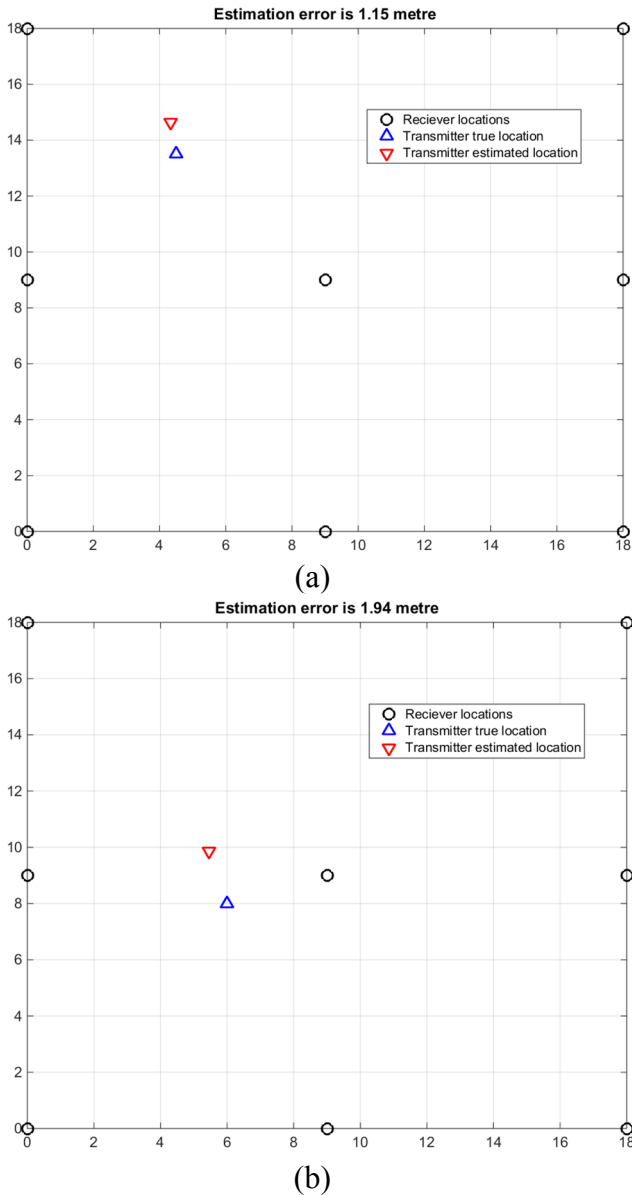 Estimation error is 1.15 metre
18
16
14
12
10
8
6
4
2
0
Reciever locations
Transmitter true location
Transmitter estimated location
0 2 4 6 8 10 12 14 16 18
(a)
Estimation error is 1.94 metre
18
16
14
12
10
8
6
4
2
0
Reciever locations
Transmitter true location
Transmitter estimated location
0 2 4 6 8 10 12 14 16 18
(b)